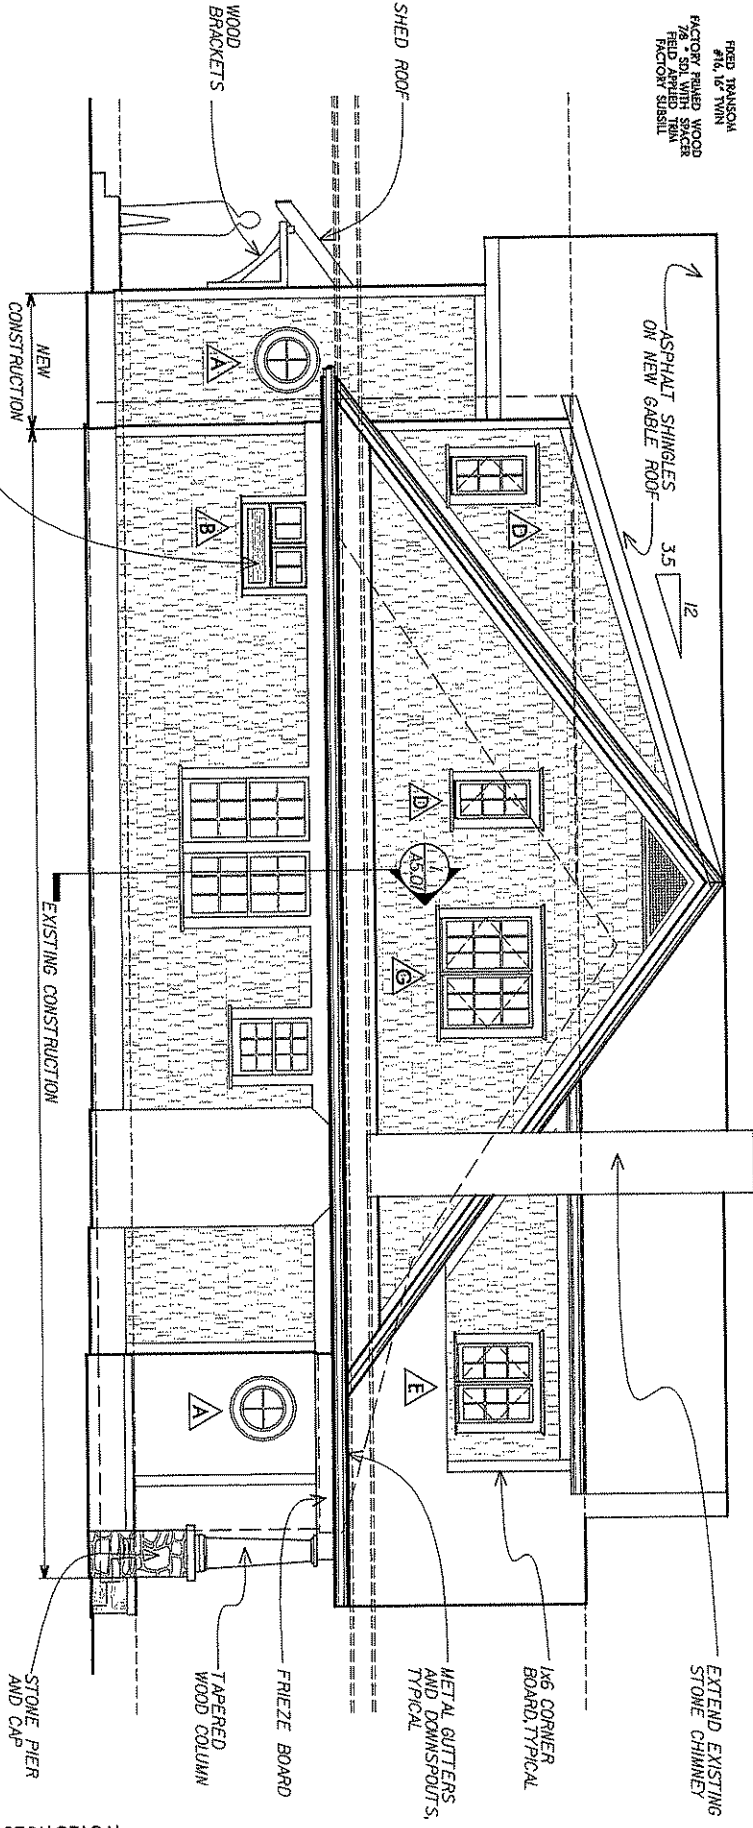 FIXED TRANSOM
#16, 16" TWIN
FACTORY PRIMED WOOD
7/8 " SDL WITH SPACER
FIELD APPLIED TRIM
FACTORY SUBSILL
ASPHALT SHINGLES
ON NEW GABLE ROOF
12
3.5
EXTEND EXISTING
STONE CHIMNEY
SHED ROOF
D
D
G
E
1
A6.01
1x6 CORNER
BOARD, TYPICAL
METAL GUTTERS
AND DOWNSPOUTS,
TYPICAL
WOOD
BRACKETS
A
B
A
FRIEZE BOARD
TAPERED
WOOD COLUMN
STONE PIER
AND CAP
NEW
CONSTRUCTION
EXISTING CONSTRUCTION